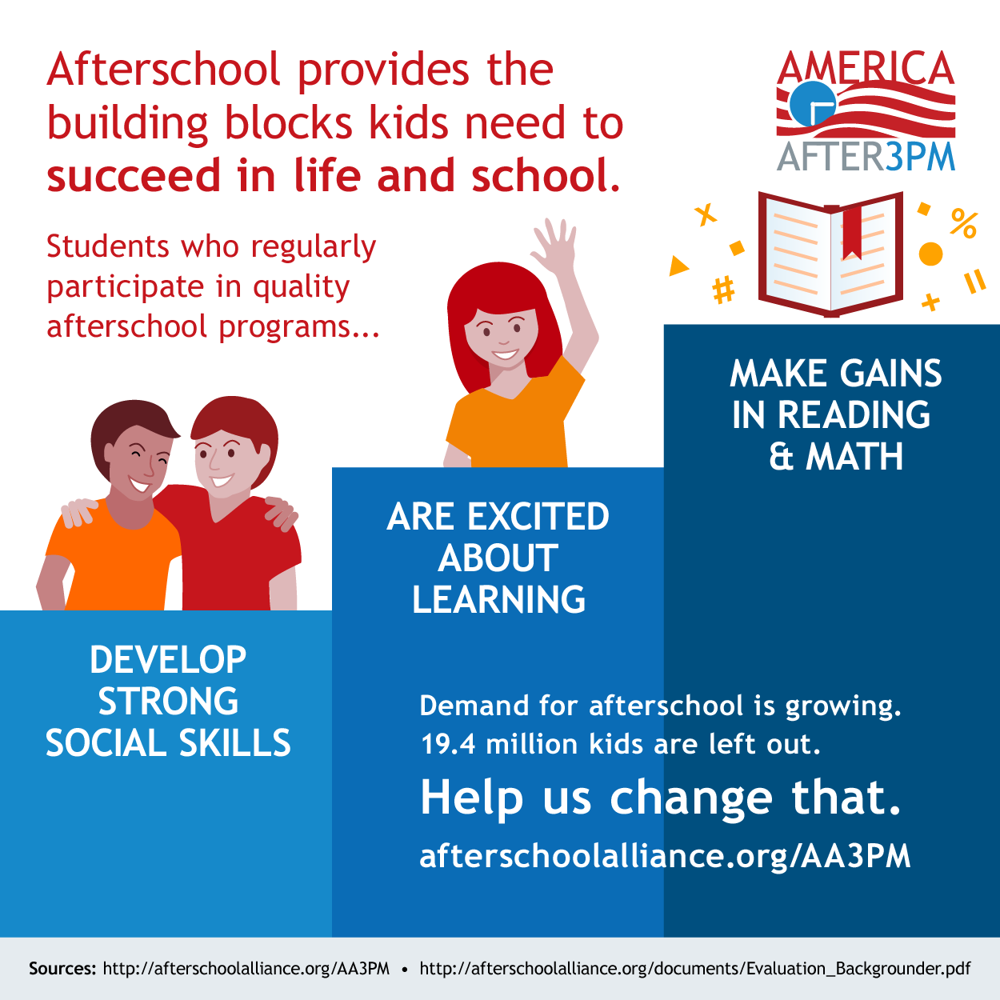 Afterschool provides the
building blocks kids need to
succeed in life and school.
AMERICA
AFTER3PM
Students who regularly
participate in quality
afterschool programs...
x
#
%
=
+
MAKE GAINS
IN READING
& MATH
ARE EXCITED
ABOUT
LEARNING
DEVELOP
STRONG
SOCIAL SKILLS
Demand for afterschool is growing.
19.4 million kids are left out.
Help us change that.
afterschoolalliance.org/AA3PM
Sources: http://afterschoolalliance.org/AA3PM • http://afterschoolalliance.org/documents/Evaluation_Backgrounder.pdf